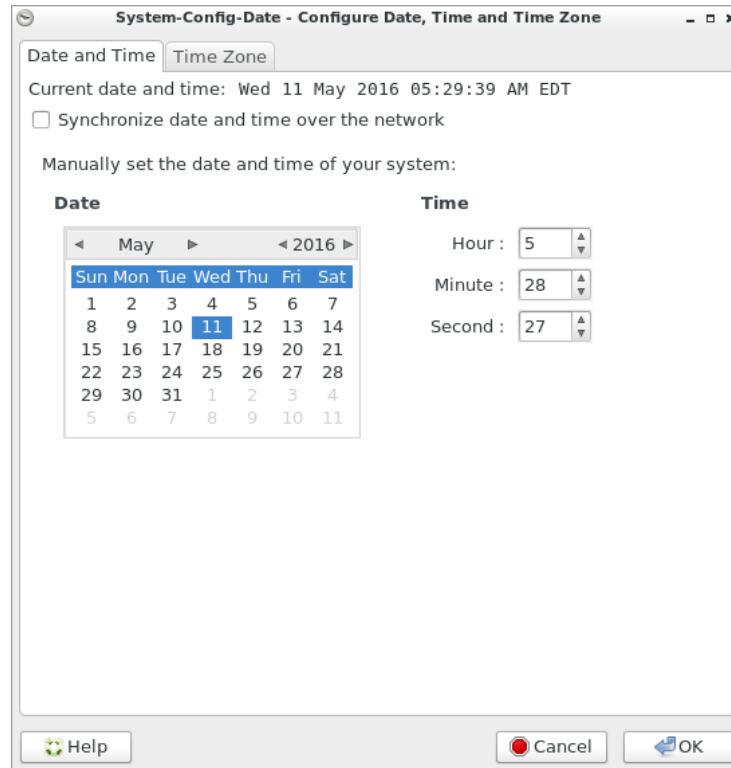 System-Config-Date - Configure Date, Time and Time Zone
Date and Time Time Zone
Current date and time: Wed 11 May 2016 05:29:39 AM EDT
Synchronize date and time over the network
Manually set the date and time of your system:
Date Time
May 2016 Hour : 5
Sun Mon Tue Wed Thu Fri Sat Minute : 28
1 2 3 4 5 6 7
8 9 10 11 12 13 14 Second : 27
15 16 17 18 19 20 21
22 23 24 25 26 27 28
29 30 31 1 2 3 4
5 6 7 8 9 10 11
Help Cancel OK